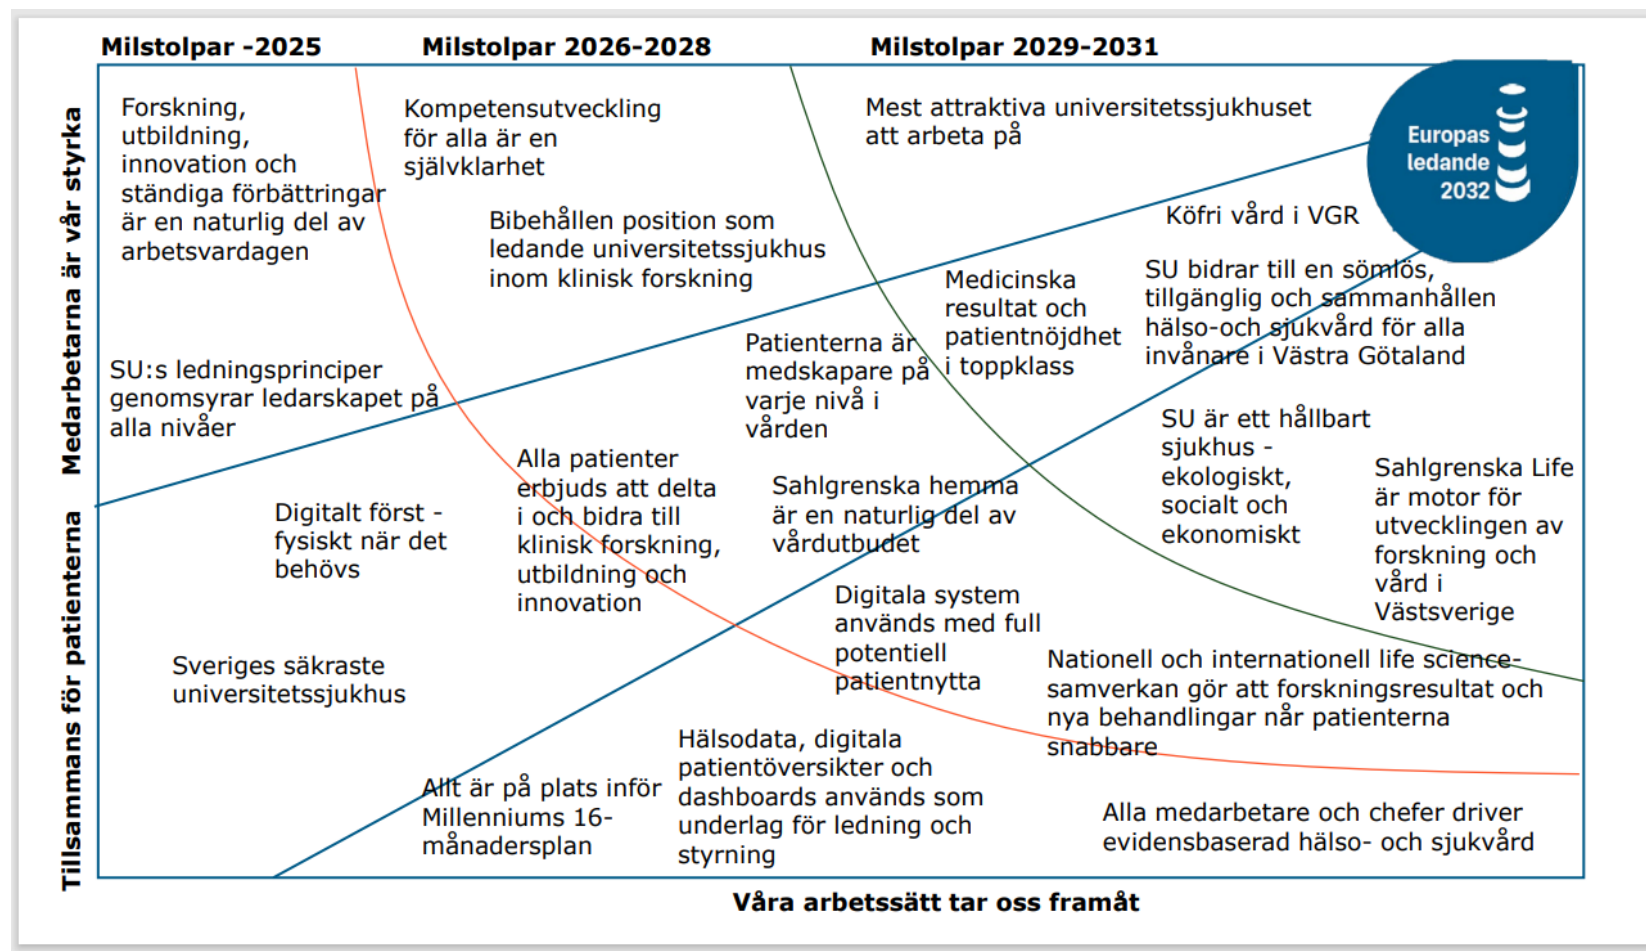 Milstolpar -2025
Milstolpar 2026-2028
Milstolpar 2029-2031
Medarbetarna är vår styrka
Tillsammans för patienterna
Forskning,
utbildning,
innovation och
ständiga förbättringar
är en naturlig del av
arbetsvardagen
Kompetensutveckling
för alla är en
självklarhet
Mest attraktiva universitetssjukhuset
att arbeta på
Europas
ledande
2032
Bibehållen position som
ledande universitetssjukhus
inom klinisk forskning
Köfri vård i VGR
Medicinska
resultat och
patientnöjdhet
i toppklass
SU bidrar till en sömlös,
tillgänglig och sammanhållen
hälso-och sjukvård för alla
invånare i Västra Götaland
SU:s ledningsprinciper
genomsyrar ledarskapet på
alla nivåer
Patienterna är
medskapare på
varje nivå i
vården
SU är ett hållbart
sjukhus -
ekologiskt,
socialt och
ekonomiskt
Sahlgrenska Life
är motor för
utvecklingen av
forskning och
vård i
Västsverige
Digitalt först -
fysiskt när det
behövs
Alla patienter
erbjuds att delta
i och bidra till
klinisk forskning,
utbildning och
innovation
Sahlgrenska hemma
är en naturlig del av
vårdutbudet
Digitala system
används med full
potentiell
patientnytta
Sveriges säkraste
universitetssjukhus
Nationell och internationell life science-
samverkan gör att forskningsresultat och
nya behandlingar når patienterna
snabbare
Allt är på plats inför
Millenniums 16-
månadersplan
Hälsodata, digitala
patientöversikter och
dashboards används som
underlag för ledning och
styrning
Alla medarbetare och chefer driver
evidensbaserad hälso- och sjukvård
Våra arbetssätt tar oss framåt